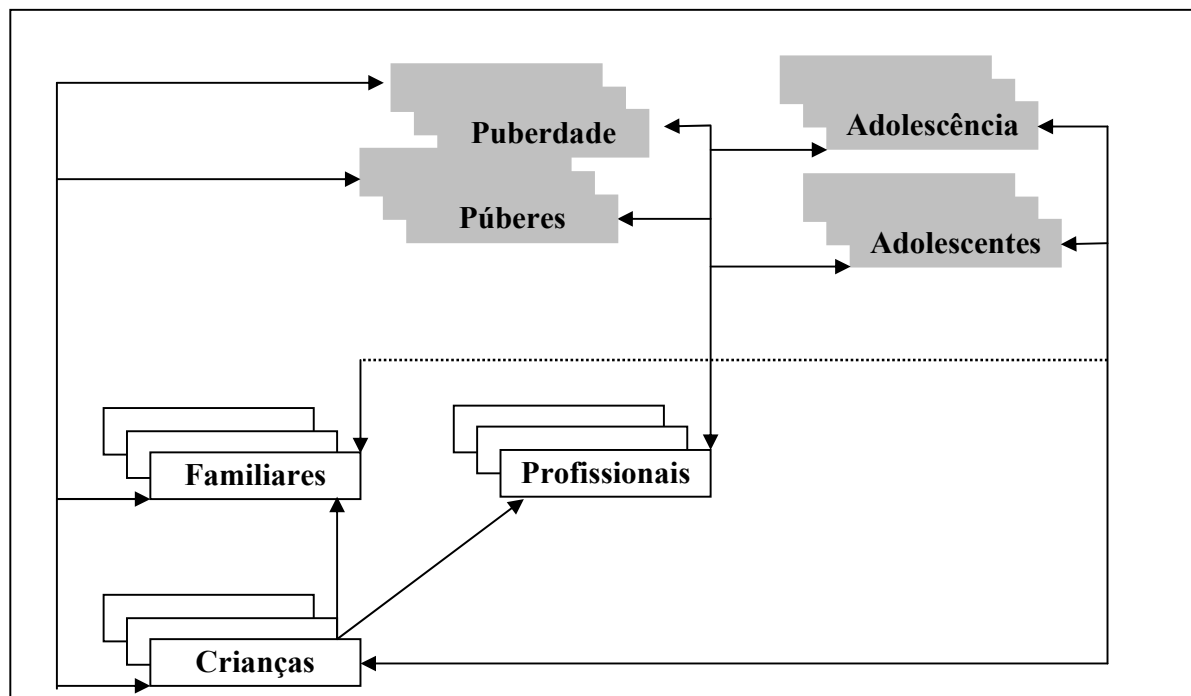 Puberdade
Adolescência
Púberes
Adolescentes
Familiares
Profissionais
Crianças